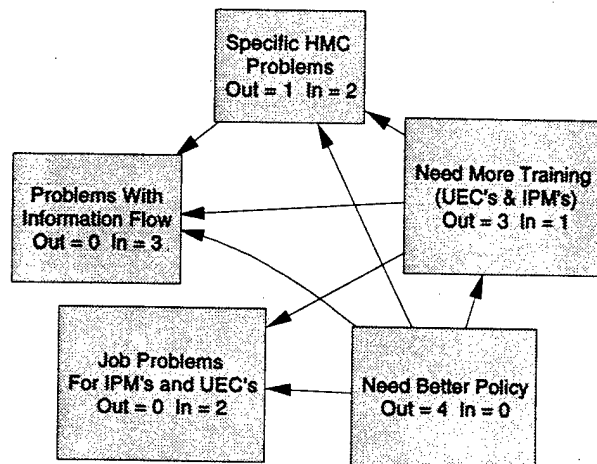 Specific HMC
Problems
Out = 1 In = 2
Need More Training
(UEC's & IPM's)
Out = 3 In = 1
Problems With
Information Flow
Out = 0 In = 3
Job Problems
For IPM's and UEC's
Out = 0 In = 2
Need Better Policy
Out = 4 In = 0